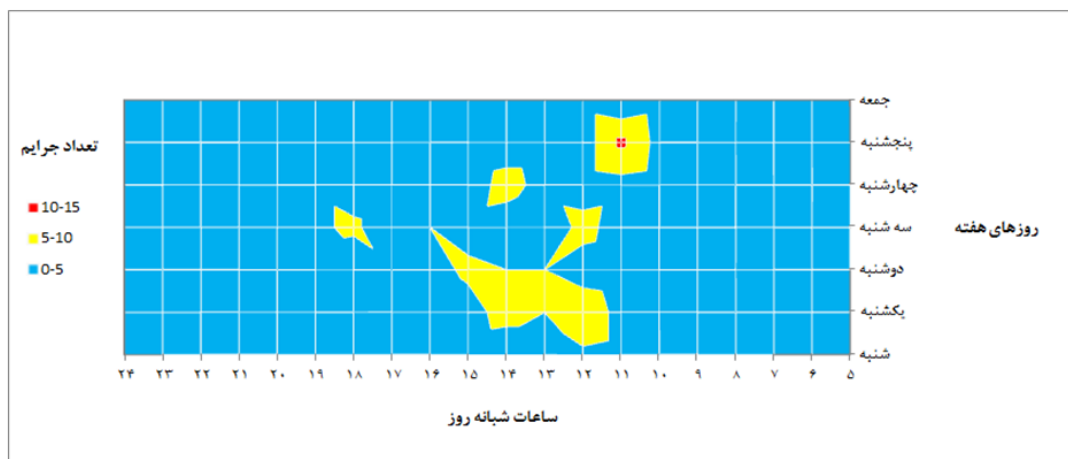 جمعه
پنجشنبه
چهارشنبه
سه شنبه
دوشنبه
یکشنبه
شنبه
روزهای هفته
تعداد جرایم
10-15
5-10
0-5
۲۴ ۲۳ ۲۲ ۲۱ ۲۰ ۱۹ ۱۸ ۱۷ ۱۶ ۱۵ ۱۴ ۱۳ ۱۲ ۱۱ ۱۰ ۹ ۸ ۷ ۶ ۵
ساعات شبانه روز